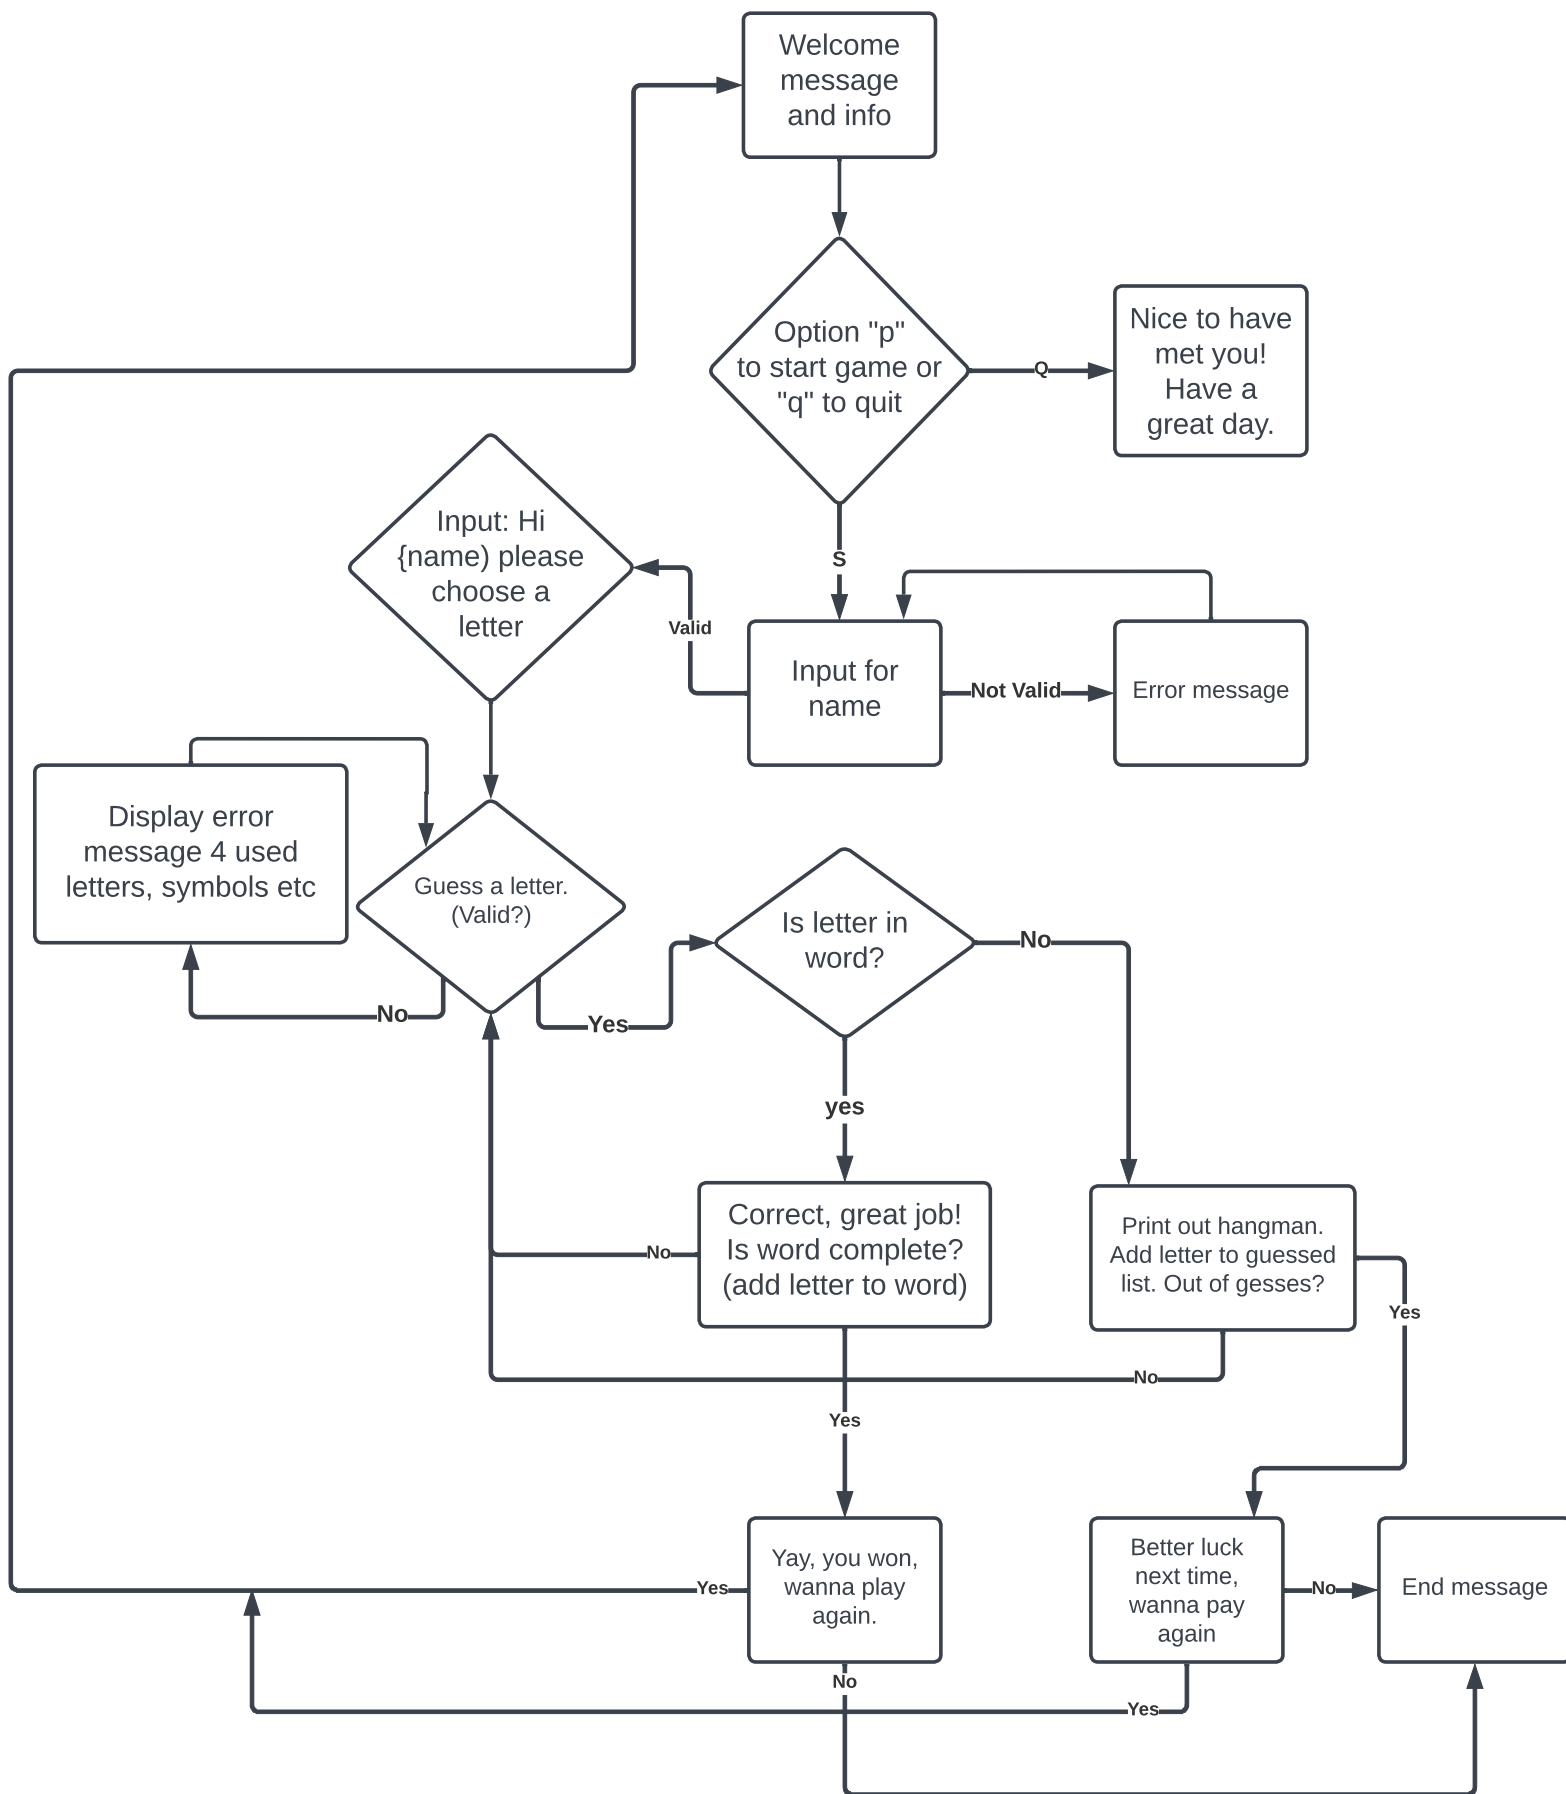 Welcome
message
and info
Option "p"
to start game or
"q" to quit
Q
Nice to have
met you!
Have a
great day.
S
Input: Hi
{name) please
choose a
letter
Valid
Input for
name
Not Valid
Error message
Display error
message 4 used
letters, symbols etc
Guess a letter.
(Valid?)
No
Yes
Is letter in
word?
No
yes
Correct, great job!
Is word complete?
(add letter to word)
No
Print out hangman.
Add letter to guessed
list. Out of gesses?
Yes
No
Yes
Yay, you won,
wanna play
again.
Yes
No
Better luck
next time,
wanna pay
again
No
Yes
End message